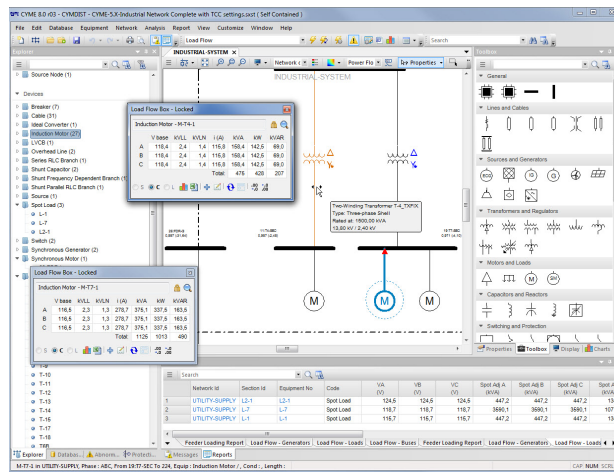 CYME 8.0 r03 - CYMDIST - CYME-5.X-Industrial Network Complete with TCC settings.sxst ( Self Contained )
File Edit Database Equipment Network Analysis Report View Customize Window Help
Load Flow
Search
Explorer
INDUSTRIAL-SYSTEM
Toolbox
Network
Power Flo
Properties
INDUSTRIAL-SYSTEM
Source Node (1)
Devices
Breaker (7)
Cable (31)
Ideal Converter (1)
Induction Motor (27)
LVCB (1)
Overhead Line (2)
Series RLC Branch (1)
Shunt Capacitor (2)
Shunt Frequency Dependent Branch (1)
Shunt Parallel RLC Branch (1)
Source (1)
Spot Load (3)
L-1
L-7
L2-1
Switch (2)
Synchronous Generator (2)
Synchronous Motor (1)
Load Flow Box - Locked
Induction Motor - M-T4-1
V base kVLL kVLN i (A) kVA kW kVAR
A 118,4 2,4 1,4 115,8 158,4 142,6 69,0
B 118,4 2,4 1,4 115,8 158,4 142,6 69,0
C 118,4 2,4 1,4 115,8 158,4 142,6 69,0
Total: 475 428 207
S C L
Two-Winding Transformer T-4_TXFIX
Type: Three-phase Shell
Rated at: 1500,00 kVA
13,80 kV / 2,40 kV
M M M
Load Flow Box - Locked
Induction Motor - M-T7-1
V base kVLL kVLN i (A) kVA kW kVAR
A 116,5 2,3 1,3 278,7 375,1 337,6 163,5
B 116,5 2,3 1,3 278,7 375,1 337,6 163,5
C 116,5 2,3 1,3 278,7 375,1 337,6 163,5
Total: 1125 1013 490
S C L
T-9
T-10
T-11
T-12
T-13
T-14
T-15
T-16
T-17
T-18
General
Lines and Cables
Sources and Generators
Transformers and Regulators
Motors and Loads
Capacitors and Reactors
Switching and Protection
Properties Toolbox Display Charts
Search
Network Id Section Id Equipment No Code VA (V) VB (V) VC (V) Spot Adj A (kVA) Spot Adj B (kVA) Spot Adj C (kVA)
1 UTILITY-SUPPLY L2-1 L2-1 Spot Load 124,5 124,5 124,5 447,2 447,2 447,2
2 UTILITY-SUPPLY L-7 L-7 Spot Load 118,7 118,7 118,7 3590,1 3590,1 3590,1
3 UTILITY-SUPPLY L-1 L-1 Spot Load 115,7 115,7 115,7 447,2 447,2 447,2
Feeder Loading Report Load Flow - Generators Load Flow - Loads Load Flow - Buses Feeder Loading Report Load Flow - Generators Load Flow - Loads
Explorer Databas... Abnorm... Protecti... Messages Reports
M-T7-1 in UTILITY-SUPPLY, Phase : ABC, From 19:T7-SEC To 224, Equip : Induction Motor / , Cond : , Length :
CAP NUM SCRL